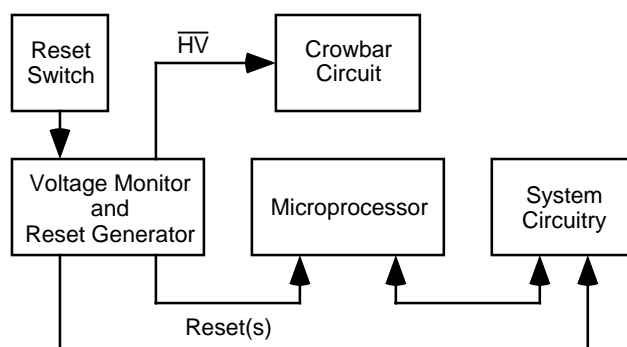 Reset
Switch
HV
Crowbar
Circuit
Voltage Monitor
and
Reset Generator
Microprocessor
System
Circuitry
Reset(s)